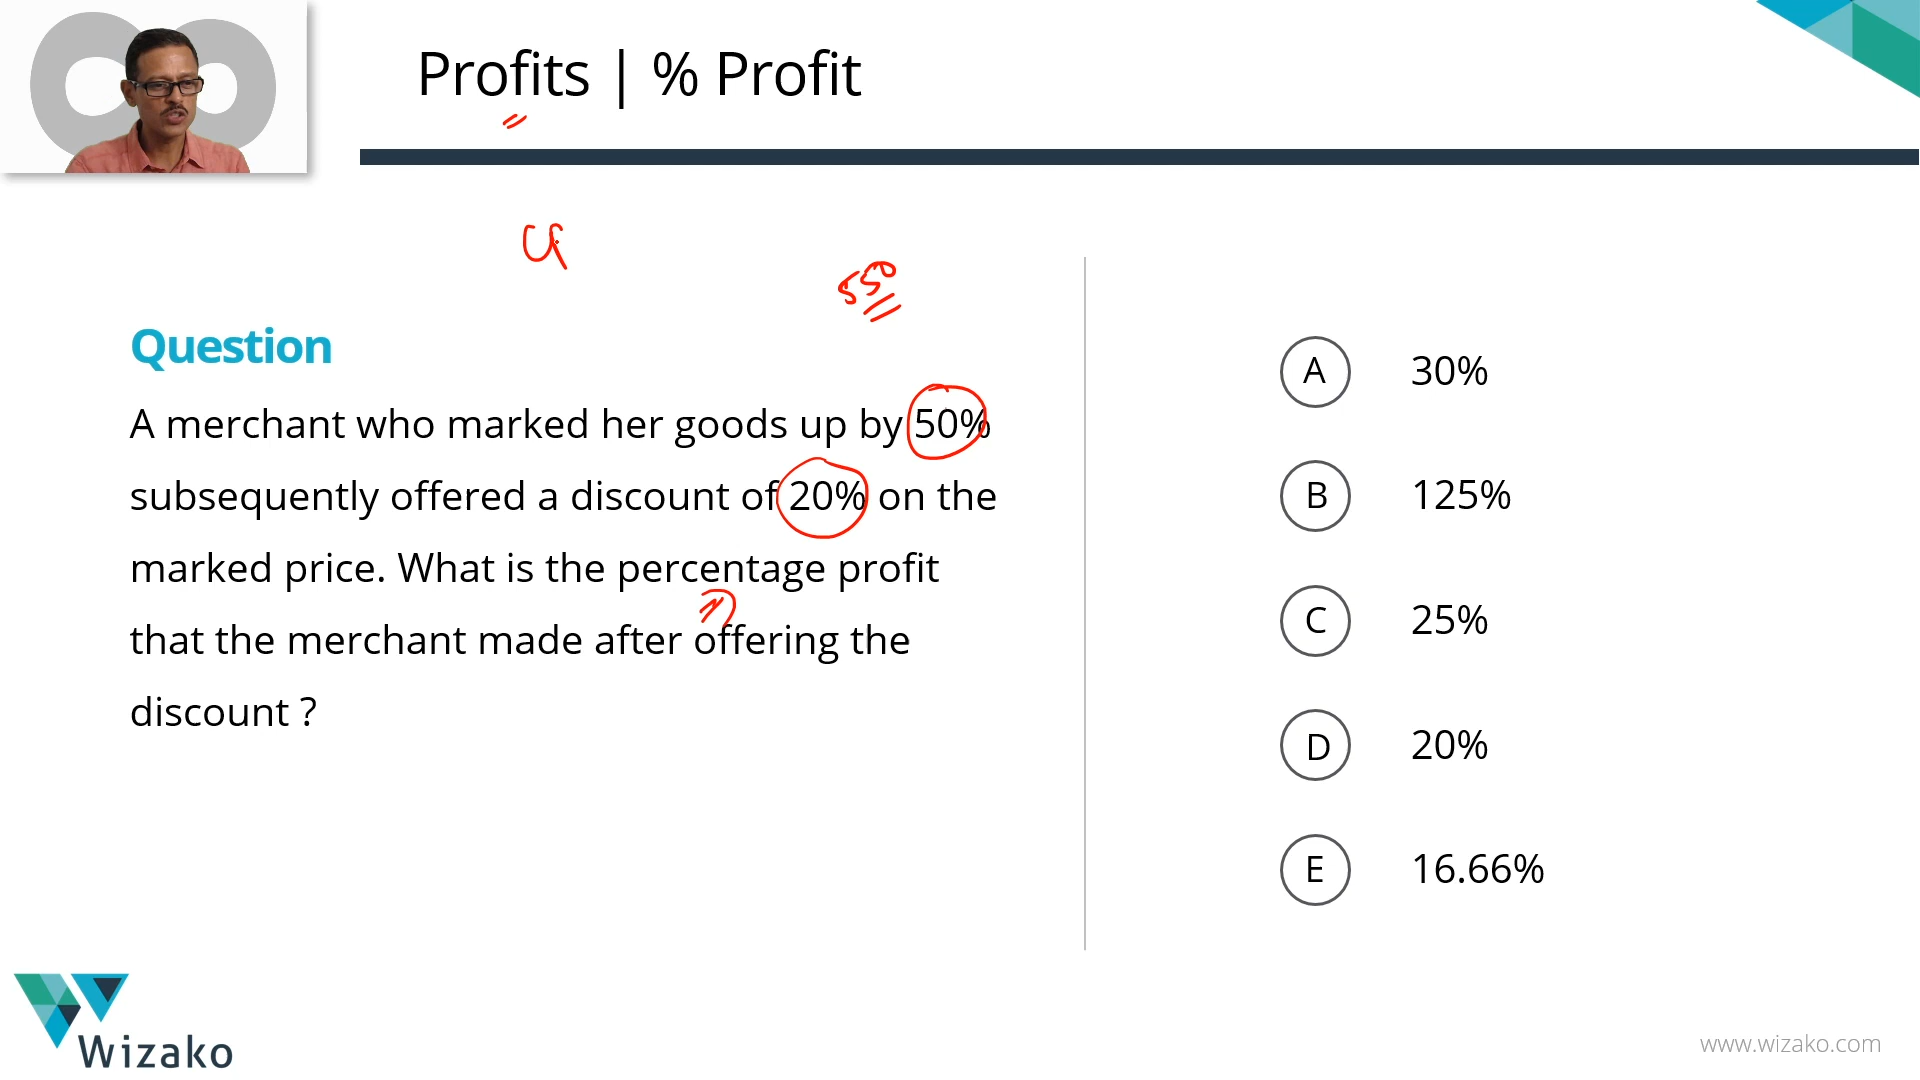 Profits | % Profit
550
Question
A merchant who marked her goods up by 50%
subsequently offered a discount of 20% on the
marked price. What is the percentage profit
that the merchant made after offering the
discount ?
A 30%
B 125%
C 25%
D 20%
E 16.66%
Wizako
www.wizako.com